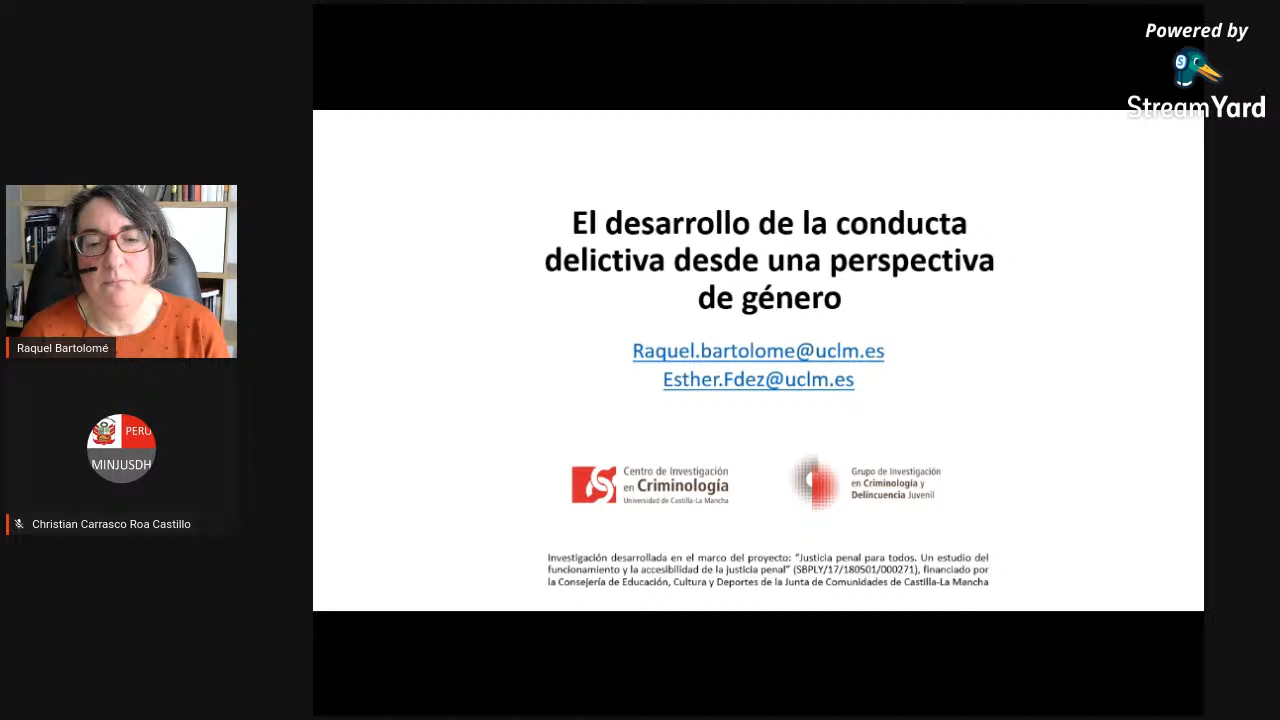 Powered by
StreamYard
El desarrollo de la conducta
delictiva desde una perspectiva
de género
Raquel.bartolome@uclm.es
Esther.Fdez@uclm.es
Raquel Bartolomé
PERÚ
MINJUSDH
Christian Carrasco Roa Castillo
Centro de Investigación
en Criminología
Universidad de Castilla-La Mancha
Grupo de Investigación
en Criminología y
Delincuencia Juvenil
Investigación desarrollada en el marco del proyecto: "Justicia penal para todos. Un estudio del
funcionamiento y la accesibilidad de la justicia penal" (SBPLY/17/180501/000271), financiado por
la Consejería de Educación, Cultura y Deportes de la Junta de Comunidades de Castilla-La Mancha